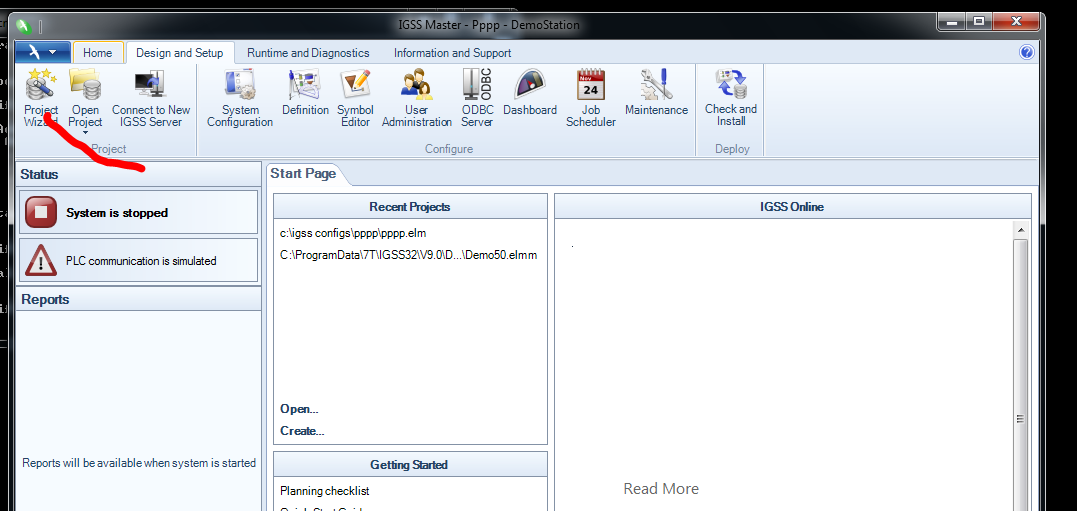 IGSS Master - Pppp - DemoStation
Home
Design and Setup
Runtime and Diagnostics
Information and Support
Project
Open
Project
Connect to New
IGSS Server
System
Configuration
Definition
Symbol
Editor
User
Administration
ODBC
ODBC
Server
Dashboard
Nov
24
Job
Scheduler
Maintenance
Check and
Install
Project
Configure
Deploy
Status
System is stopped
PLC communication is simulated
Reports
Reports will be available when system is started
Start Page
Recent Projects
c:\igss configs\pppp\pppp.elm
C:\ProgramData\7T\IGSS32\V9.0\D...\Demo50.elmm
Open...
Create...
Getting Started
Planning checklist
IGSS Online
.
Read More